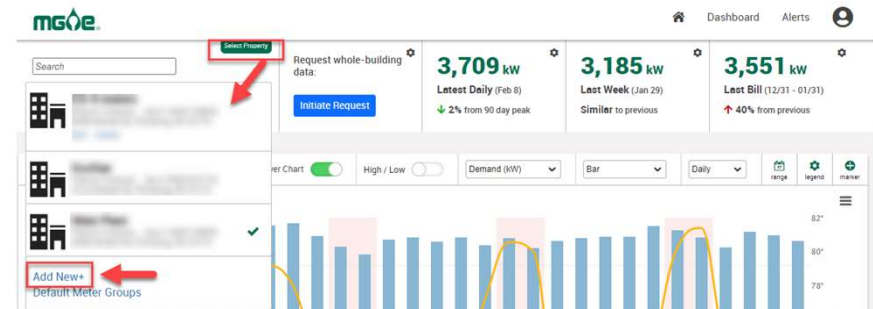 mge
Dashboard Alerts
Select Property
Search
Request whole-building
data:
Initiate Request
3,709 kW
Latest Daily (Feb 8)
2% from 90 day peak
3,185 kW
Last Week (Jan 29)
Similar to previous
3,551 kW
Last Bill (12/31 - 01/31)
40% from previous
er Chart
High / Low
Demand (kW)
Bar
Daily
range
legend
marker
82°
80°
78°
Add New+
Default Meter Groups